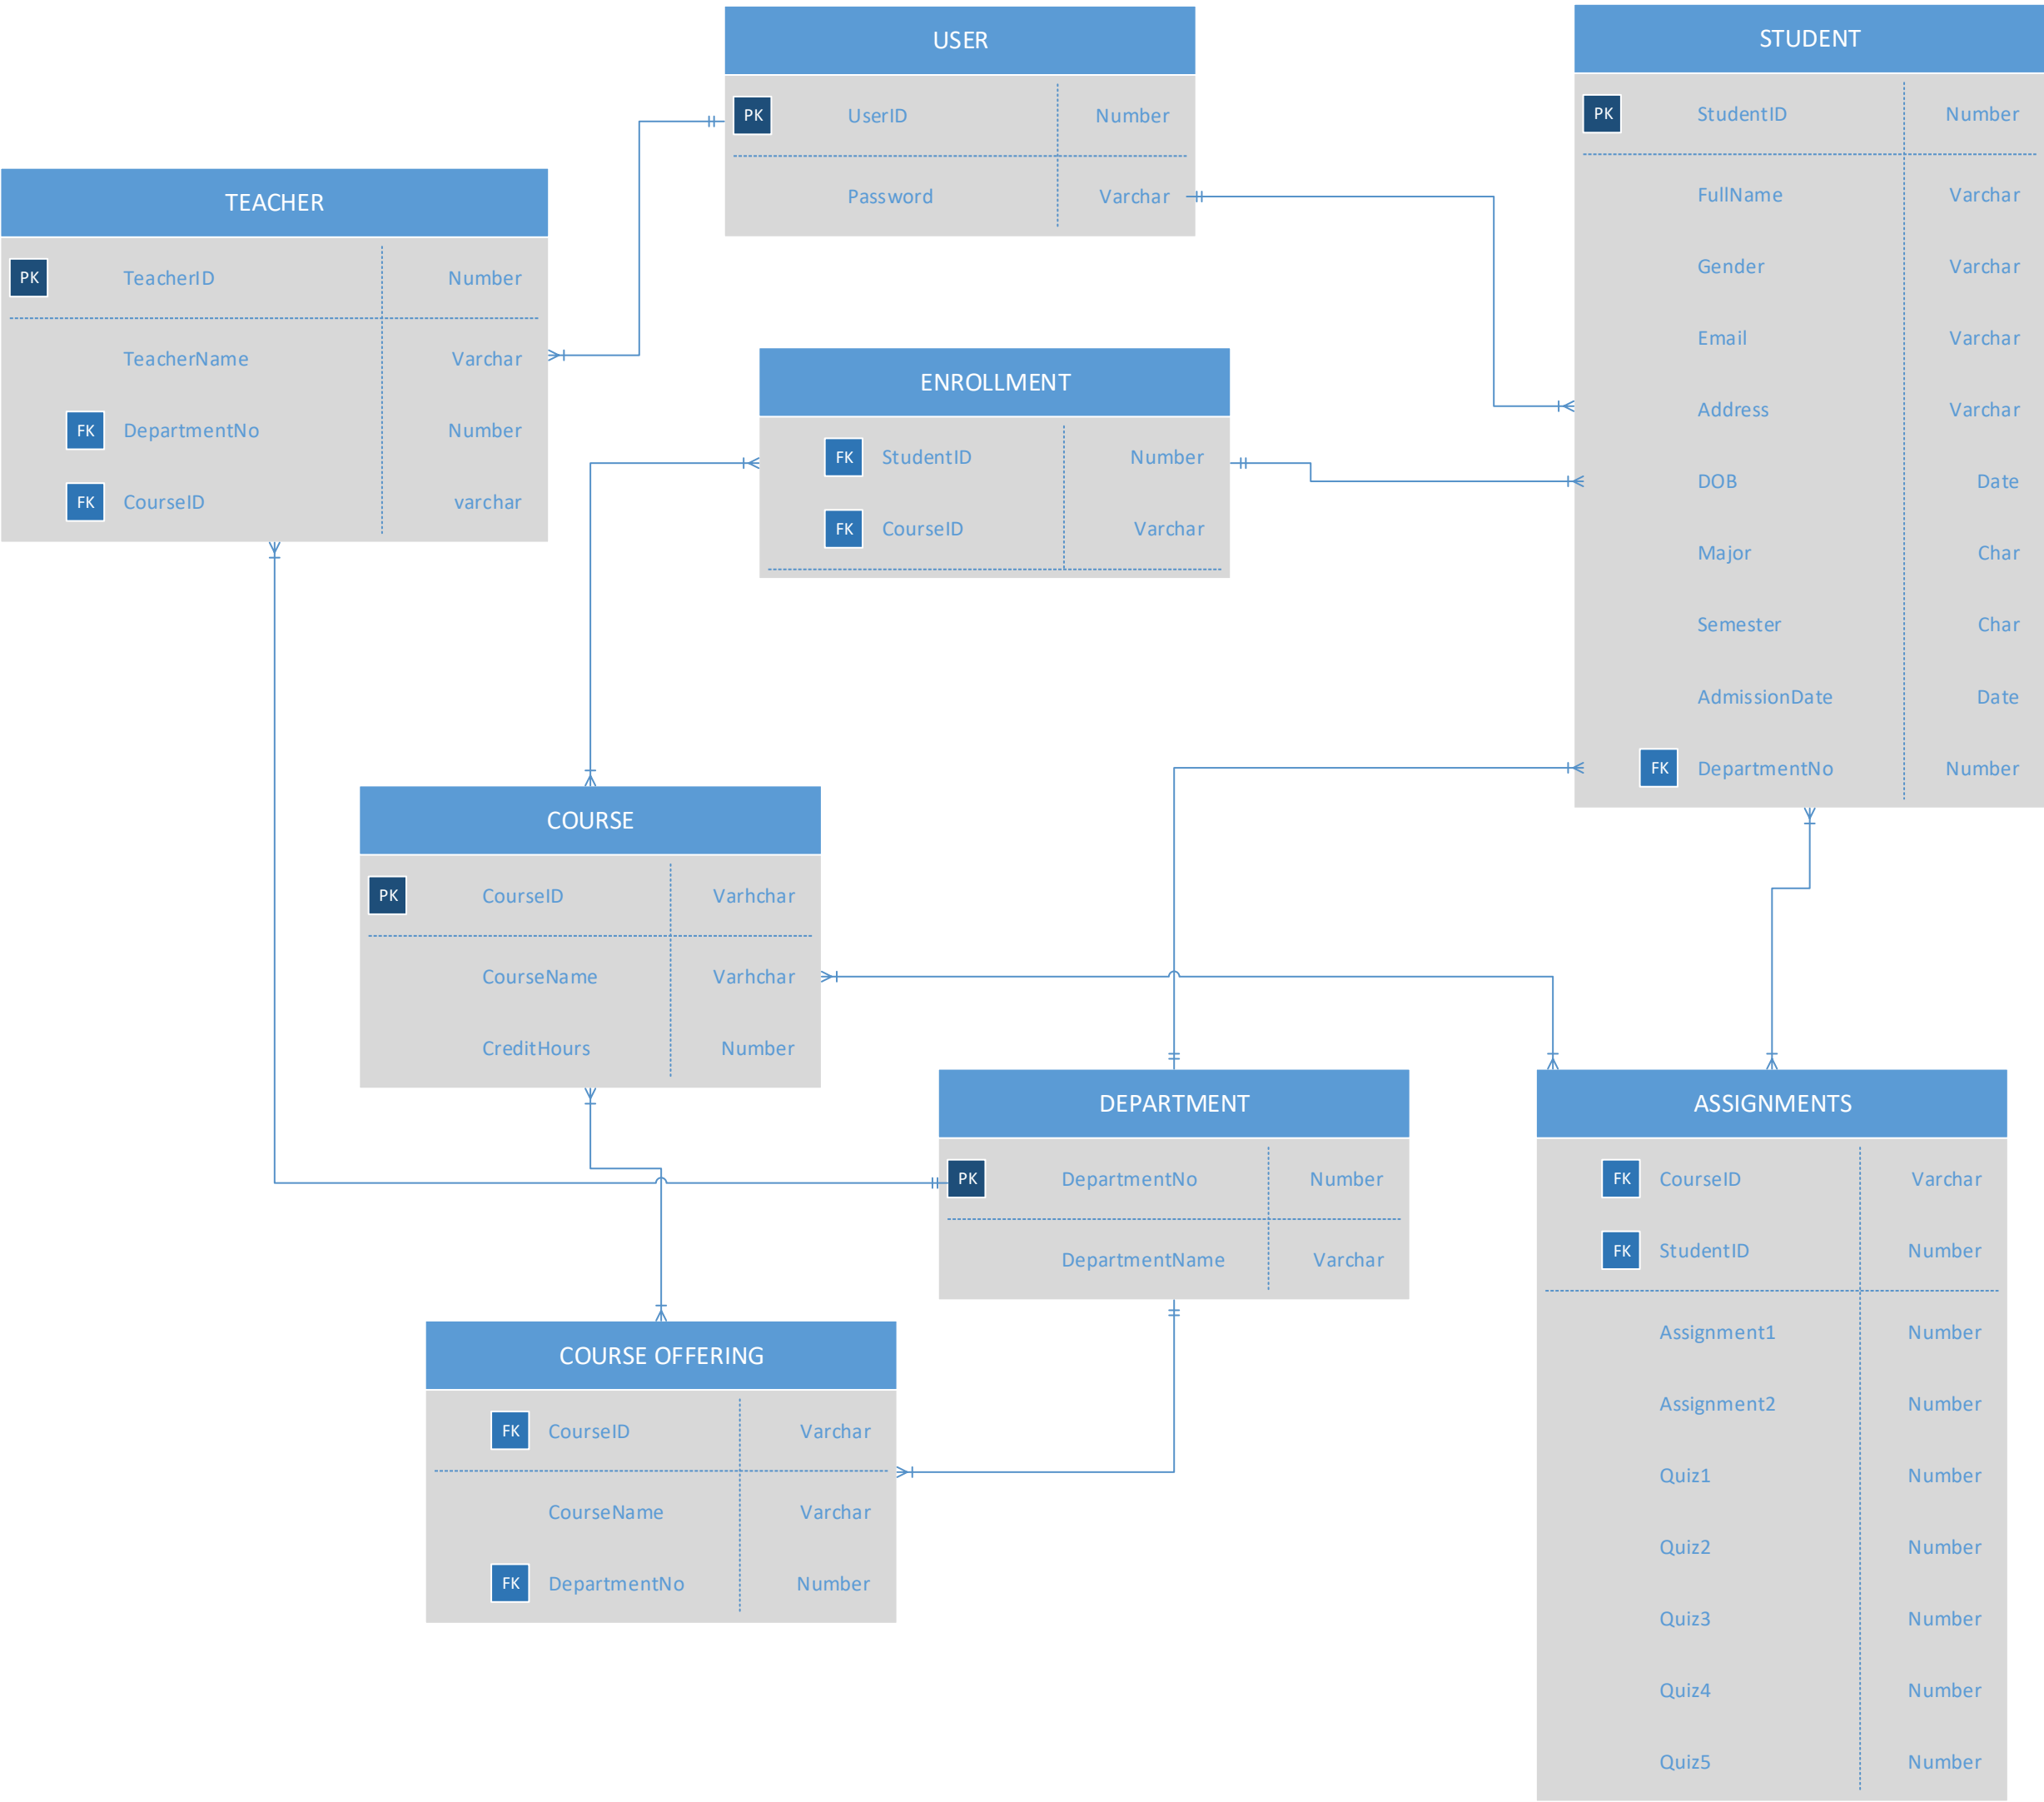 USER
PK UserID Number
Password Varchar
STUDENT
PK StudentID Number
FullName Varchar
Gender Varchar
Email Varchar
Address Varchar
DOB Date
Major Char
Semester Char
AdmissionDate Date
FK DepartmentNo Number
TEACHER
PK TeacherID Number
TeacherName Varchar
FK DepartmentNo Number
FK CourseID varchar
ENROLLMENT
FK StudentID Number
FK CourseID Varchar
COURSE
PK CourseID Varhchar
CourseName Varhchar
CreditHours Number
DEPARTMENT
PK DepartmentNo Number
DepartmentName Varchar
ASSIGNMENTS
FK CourseID Varchar
FK StudentID Number
Assignment1 Number
Assignment2 Number
Quiz1 Number
Quiz2 Number
Quiz3 Number
Quiz4 Number
Quiz5 Number
COURSE OFFERING
FK CourseID Varchar
CourseName Varchar
FK DepartmentNo Number